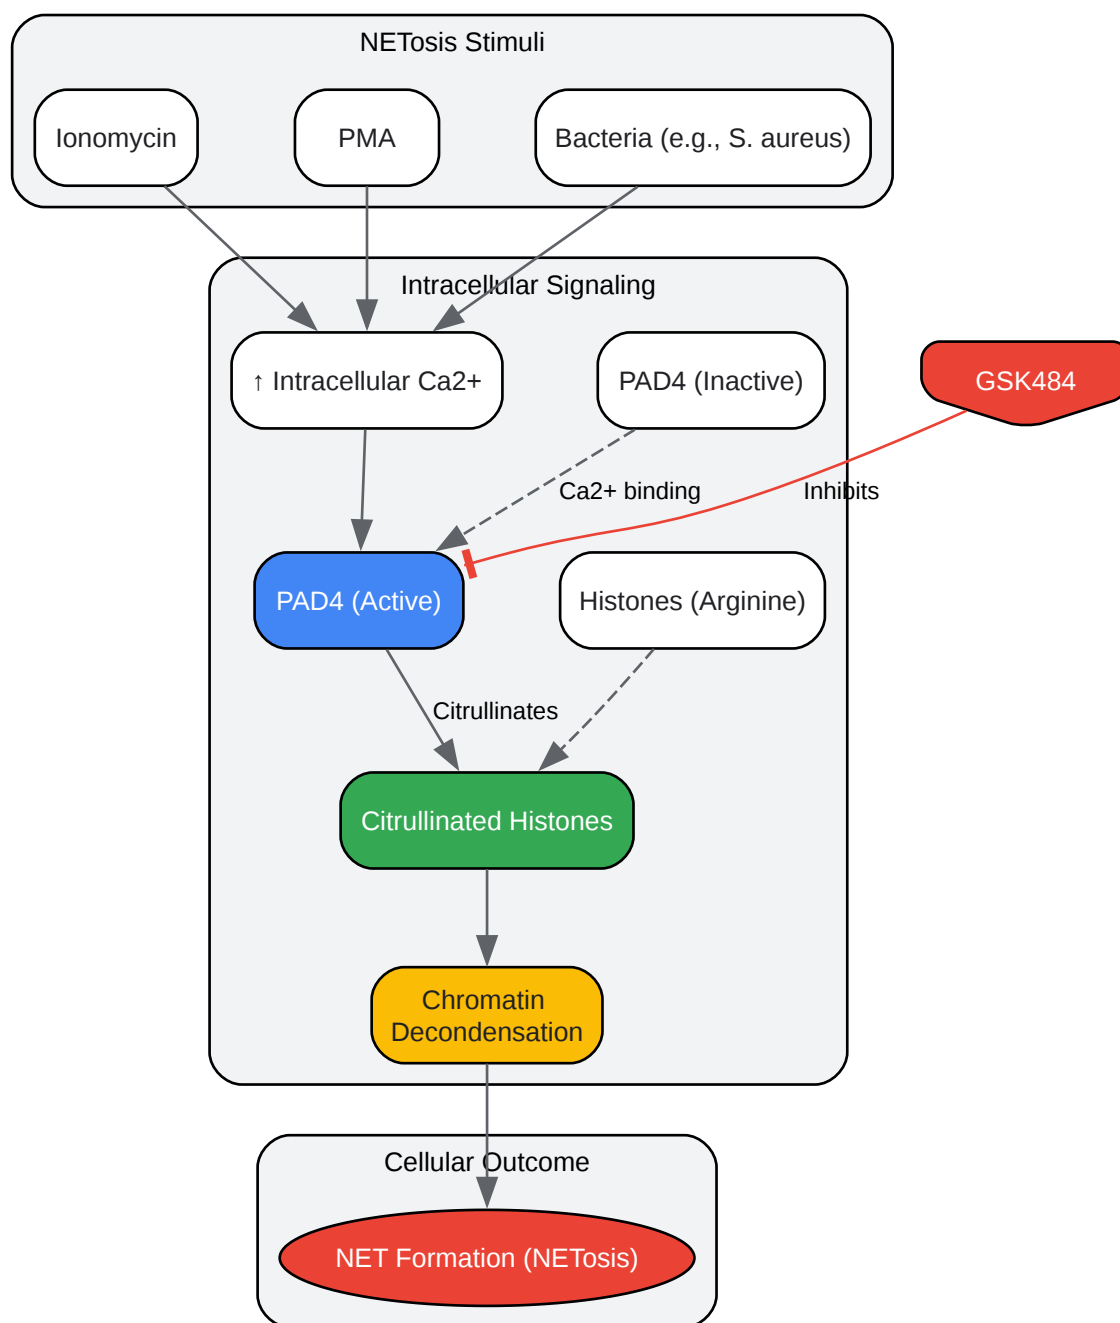 NETosis Stimuli
Ionomycin
PMA
Bacteria (e.g., S. aureus)
Intracellular Signaling
↑ Intracellular Ca2+
PAD4 (Inactive)
GSK484
Ca2+ binding
Inhibits
PAD4 (Active)
Histones (Arginine)
Citrullinates
Citrullinated Histones
Chromatin
Decondensation
Cellular Outcome
NET Formation (NETosis)